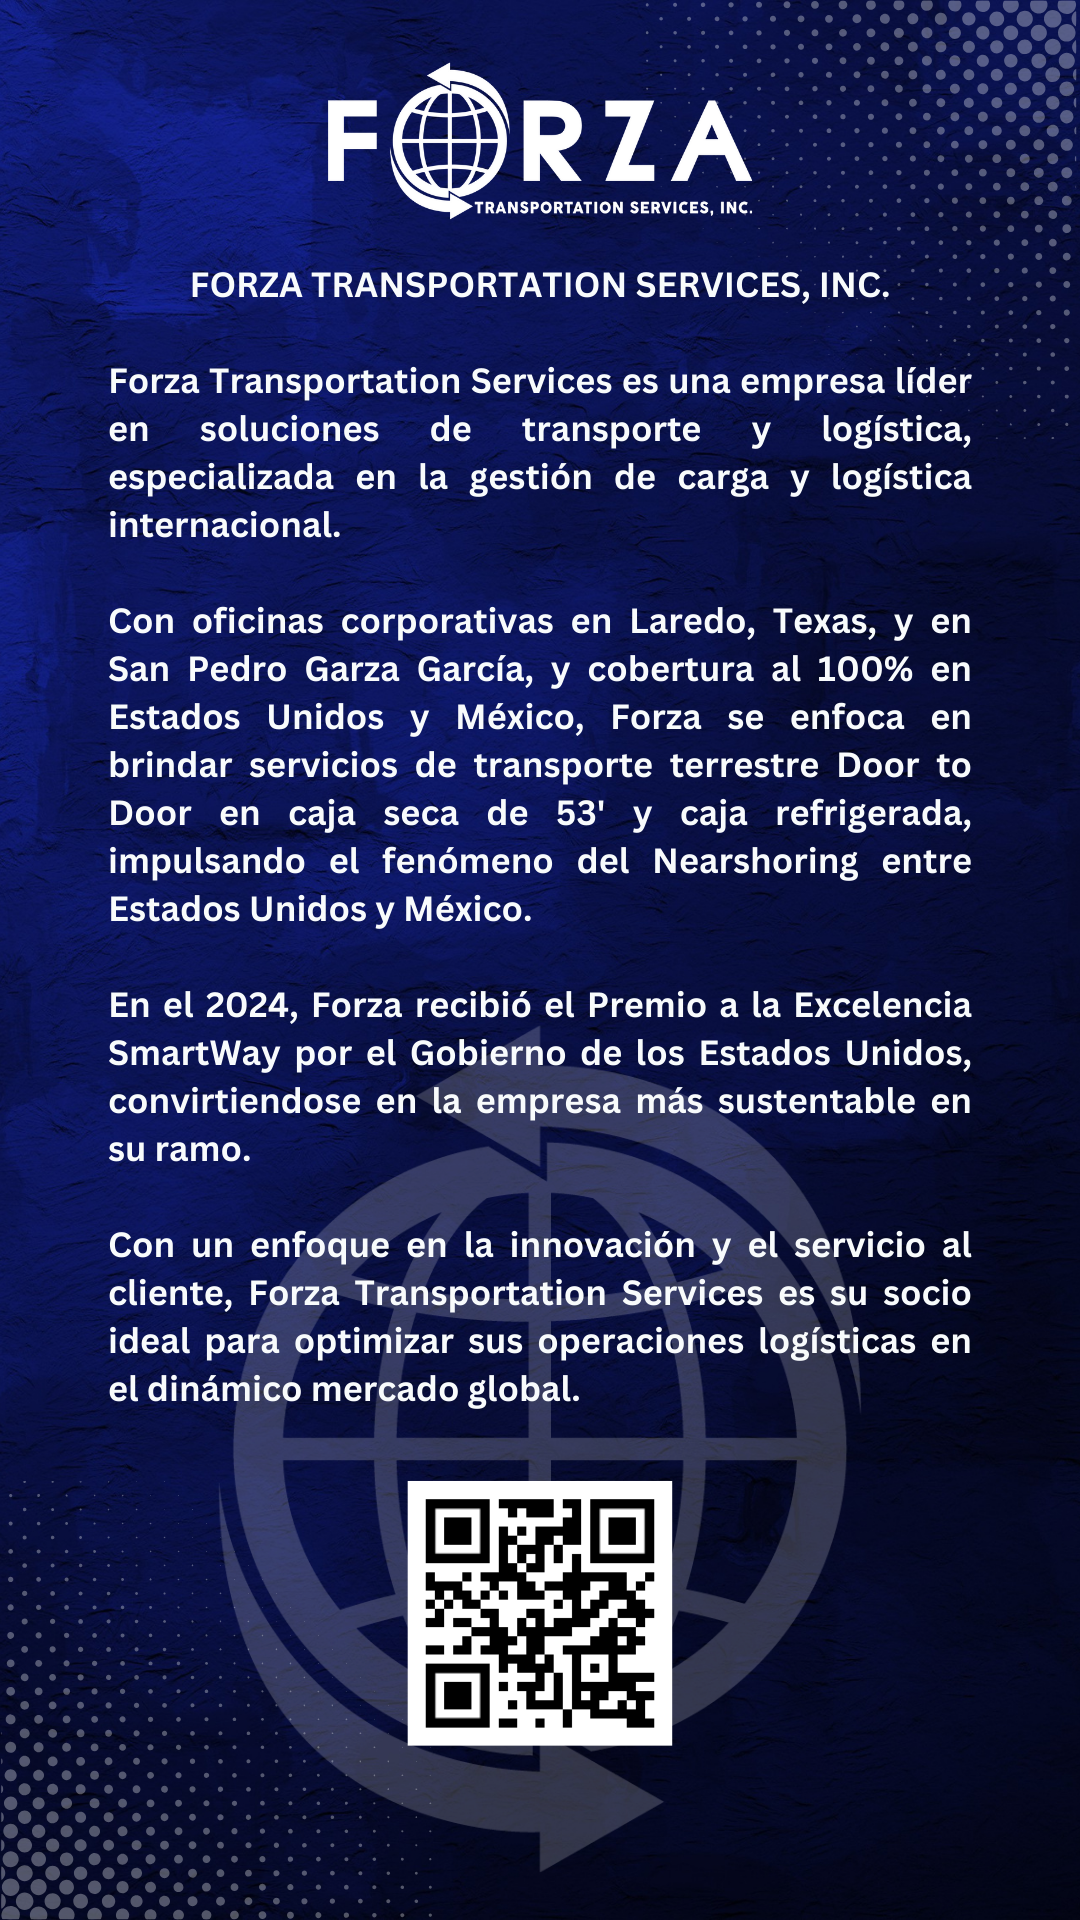 FORZA
TRANSPORTATION SERVICES, INC.
FORZA TRANSPORTATION SERVICES, INC.
Forza Transportation Services es una empresa líder
en soluciones de transporte y logística,
especializada en la gestión de carga y logística
internacional.
Con oficinas corporativas en Laredo, Texas, y en
San Pedro Garza García, y cobertura al 100% en
Estados Unidos y México, Forza se enfoca en
brindar servicios de transporte terrestre Door to
Door en caja seca de 53' y caja refrigerada,
impulsando el fenómeno del Nearshoring entre
Estados Unidos y México.
En el 2024, Forza recibió el Premio a la Excelencia
SmartWay por el Gobierno de los Estados Unidos,
convirtiendose en la empresa más sustentable en
su ramo.
Con un enfoque en la innovación y el servicio al
cliente, Forza Transportation Services es su socio
ideal para optimizar sus operaciones logísticas en
el dinámico mercado global.